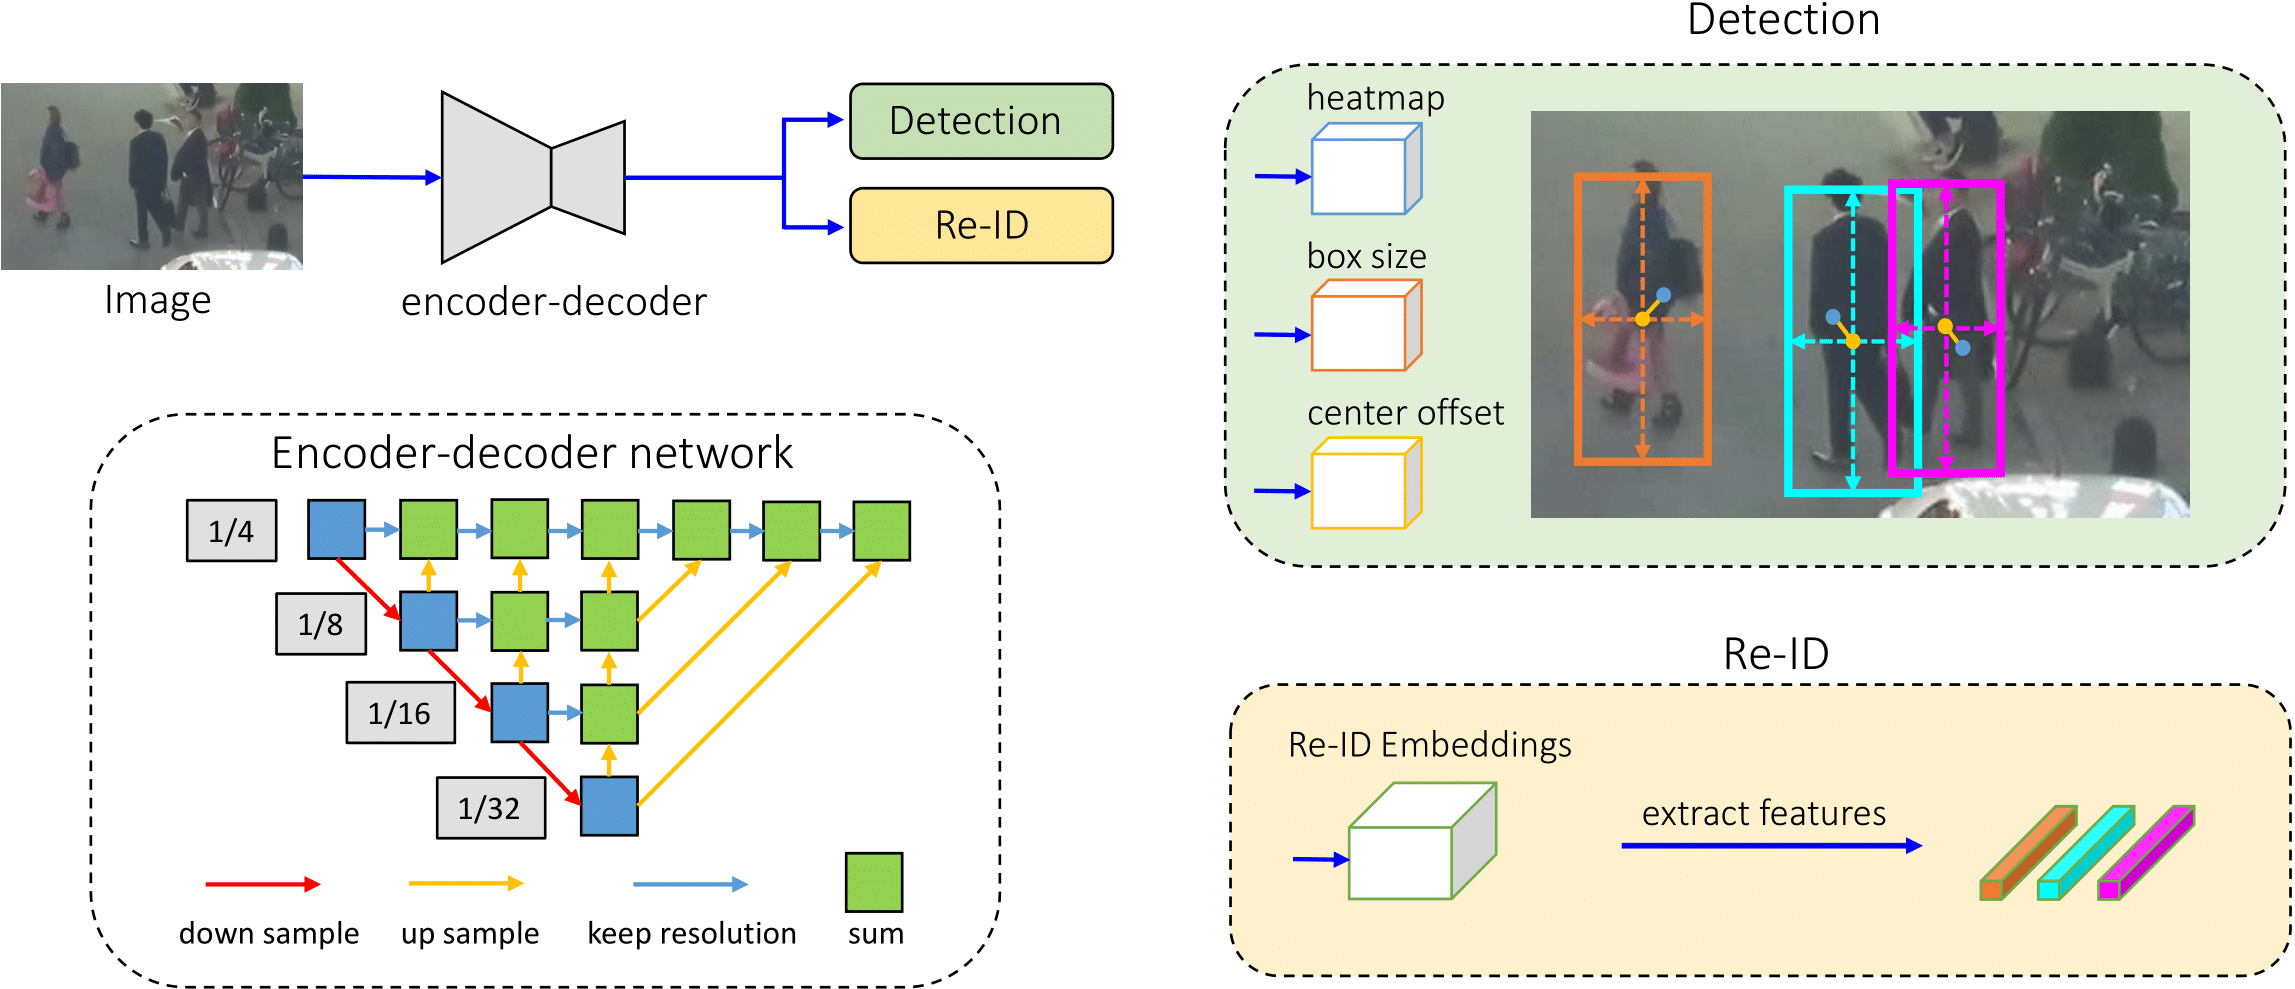 Image
encoder-decoder
Detection
Re-ID
Encoder-decoder network
1/4
1/8
1/16
1/32
down sample
up sample
keep resolution
sum
Detection
heatmap
box size
center offset
Re-ID
Re-ID Embeddings
extract features